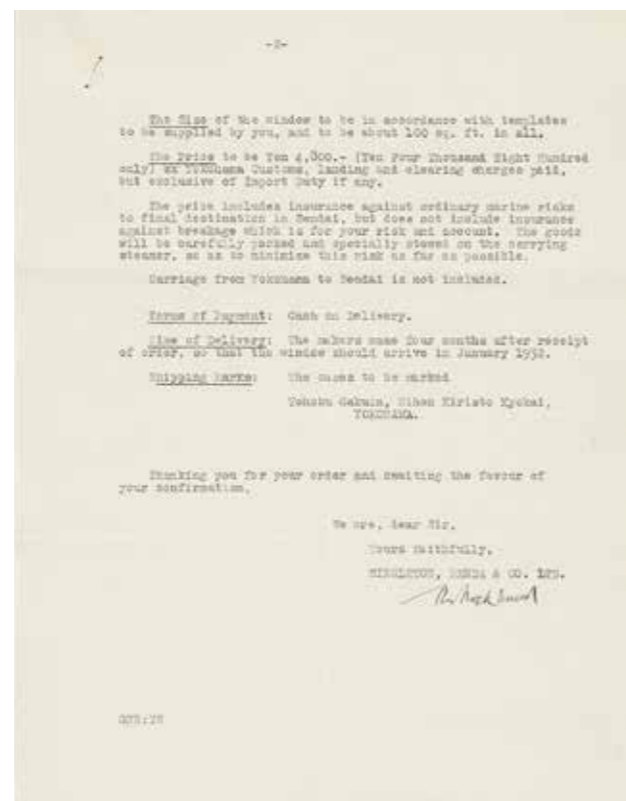 -2-
The Size of the window to be in accordance with templates
to be supplied by you, and to be about 100 sq. ft. in all.
The Price to be Yen 4,800.- (Yen Four Thousand Eight Hundred
only) ex Yokohama Customs, landing and clearing charges paid,
but exclusive of Import Duty if any.
The price includes insurance against ordinary marine risks
to final destination in Sendai, but does not include insurance
against breakage which is for your risk and account. The goods
will be carefully packed and specially stowed on the carrying
steamer, so as to minimise this risk as far as possible.
Carriage from Yokohama to Sendai is not included.
Terms of Payment: Cash on Delivery.
Time of Delivery: The makers name four months after receipt
of order, so that the window should arrive in January 1932.
Shipping Marks: The cases to be marked
Tohoku Gakuin, Nihon Kiristo Kyokai,
YOKOHAMA.
Thanking you for your order and awaiting the favour of
your confirmation,
We are, dear Sir,
Yours faithfully,
& CO. LTD.